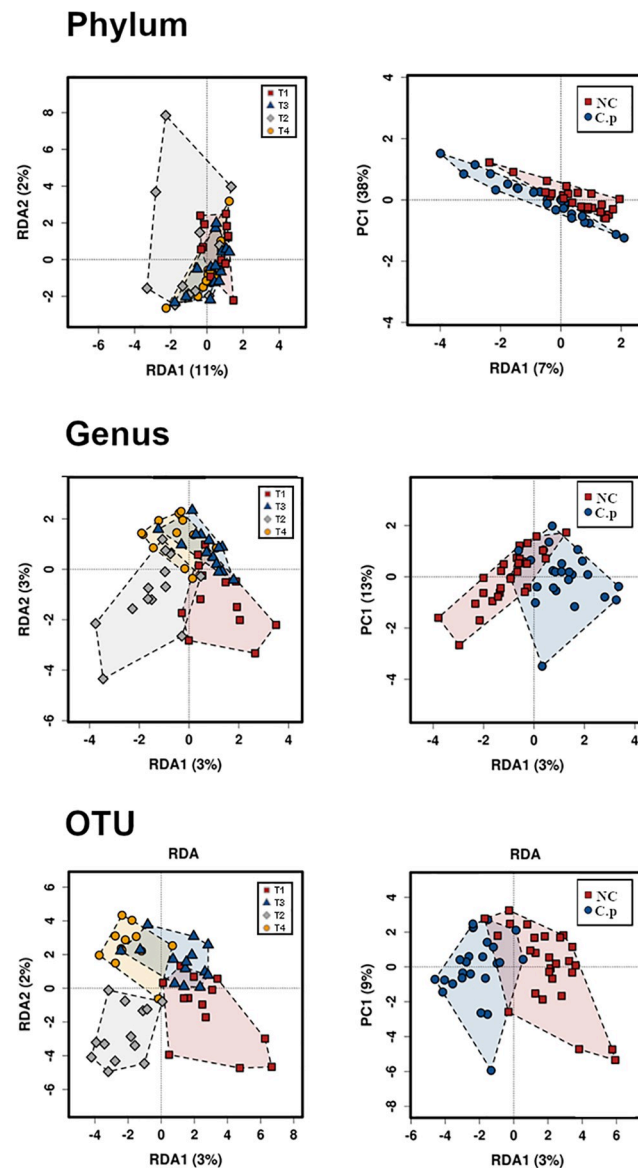 Phylum
8
6
4
2
0
-2
RDA2 (2%)
T1
T3
T2
T4
-6 -4 -2 0 2 4
RDA1 (11%)
4
2
0
-2
-4
PC1 (38%)
NC
C.p
-4 -2 0 2
RDA1 (7%)
Genus
2
0
-2
-4
-6
RDA2 (3%)
T1
T3
T2
T4
-4 -2 0 2 4
RDA1 (3%)
2
0
-2
-4
PC1 (13%)
NC
C.p
-4 -2 0 2 4
RDA1 (3%)
OTU
RDA
6
4
2
0
-2
-4
-6
RDA2 (2%)
T1
T3
T2
T4
-4 -2 0 2 4 6 8
RDA1 (3%)
RDA
4
2
0
-2
-4
-6
-8
PC1 (9%)
NC
C.p
-4 -2 0 2 4 6
RDA1 (3%)